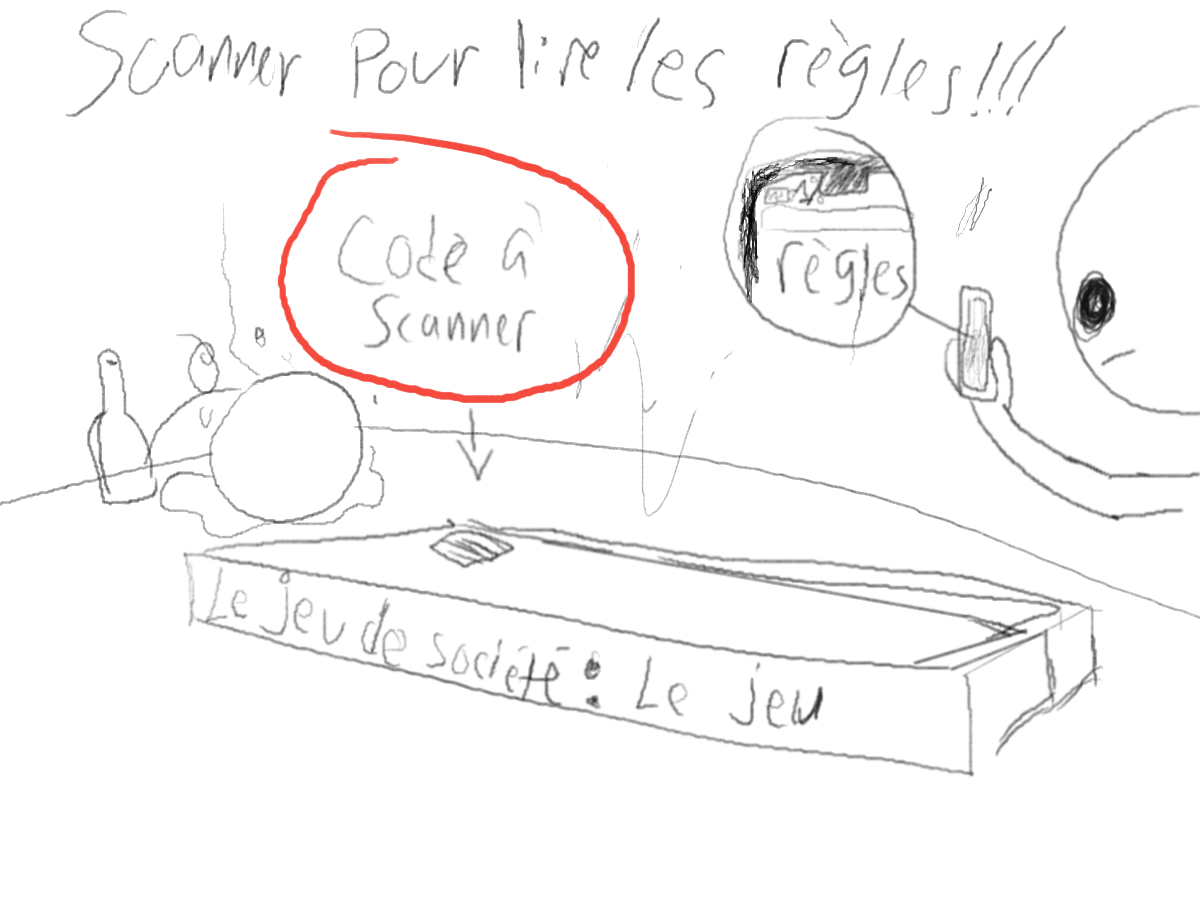 Scanner Pour lire les règles!!!
Code à
Scanner
règles
Le jeu de société : Le jeu